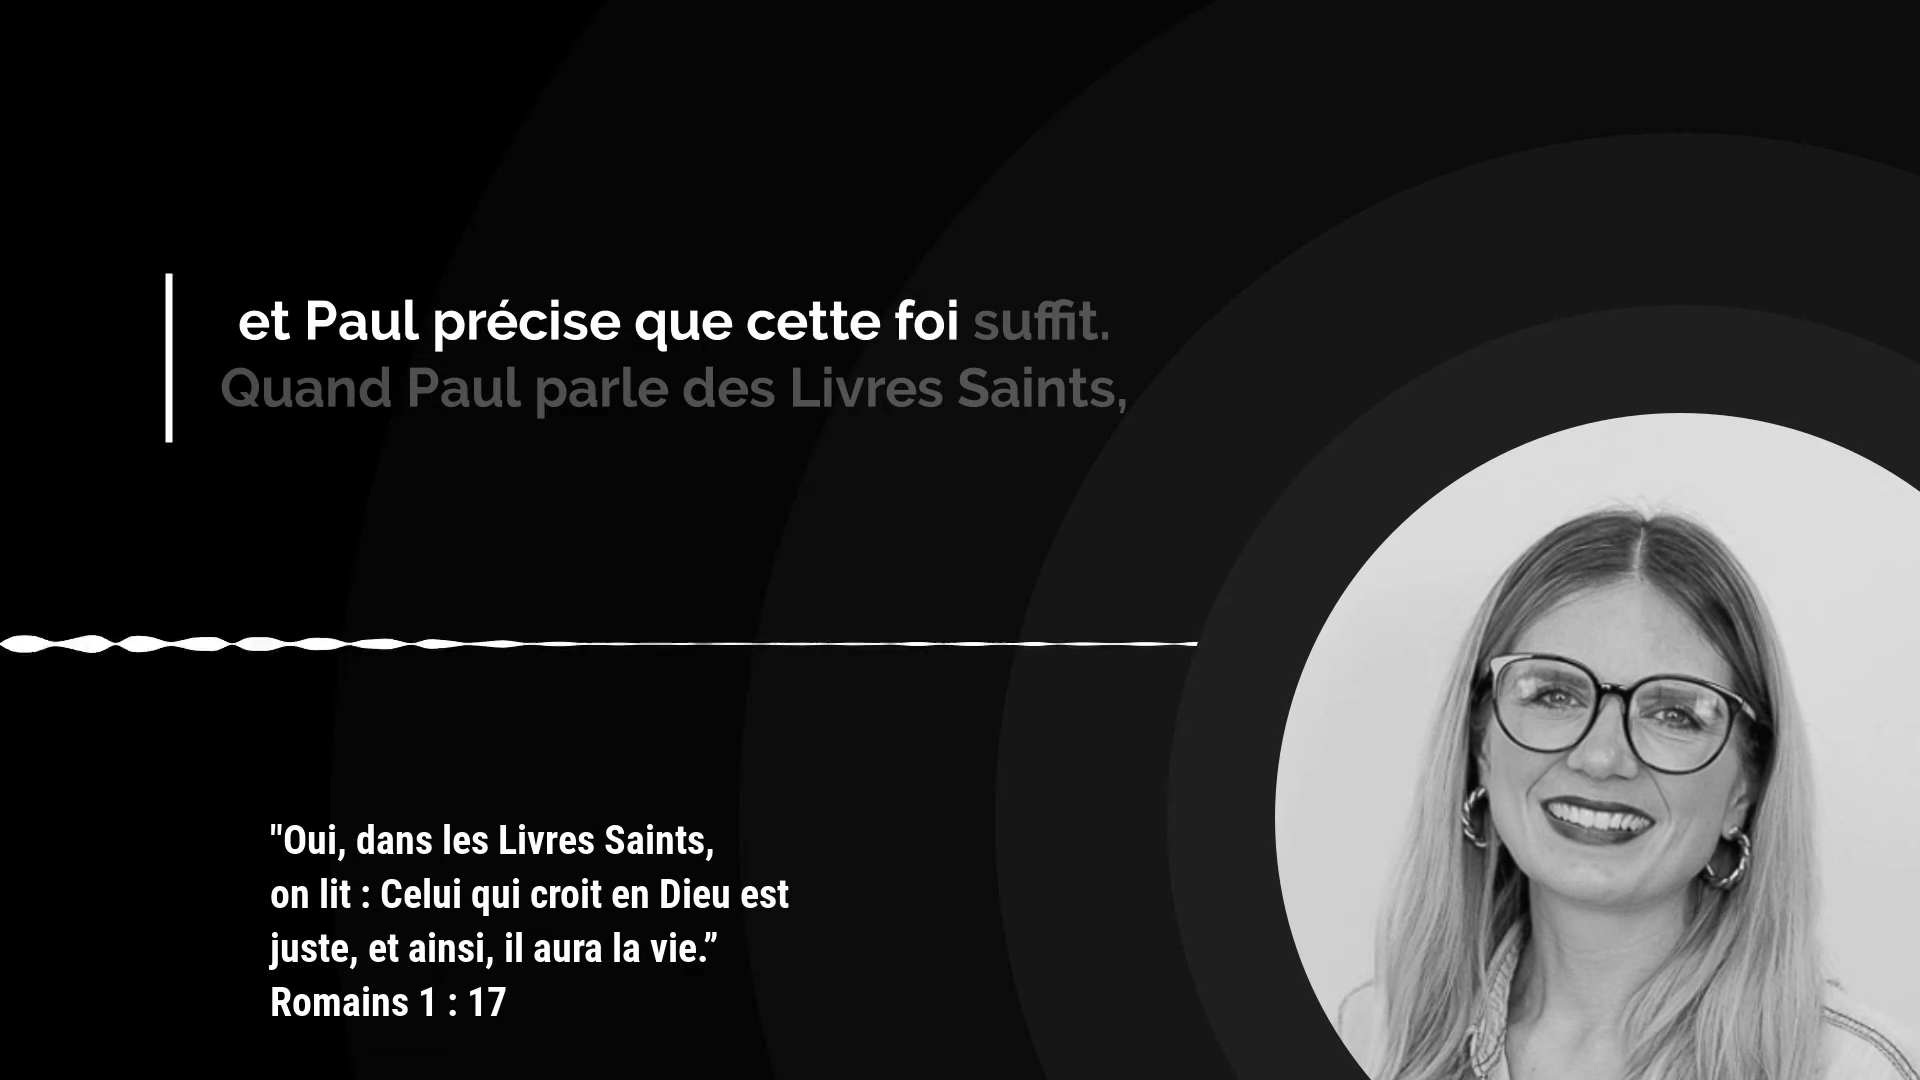 et Paul précise que cette foi suffit.
Quand Paul parle des Livres Saints,
"Oui, dans les Livres Saints,
on lit : Celui qui croit en Dieu est
juste, et ainsi, il aura la vie.”
Romains 1 : 17